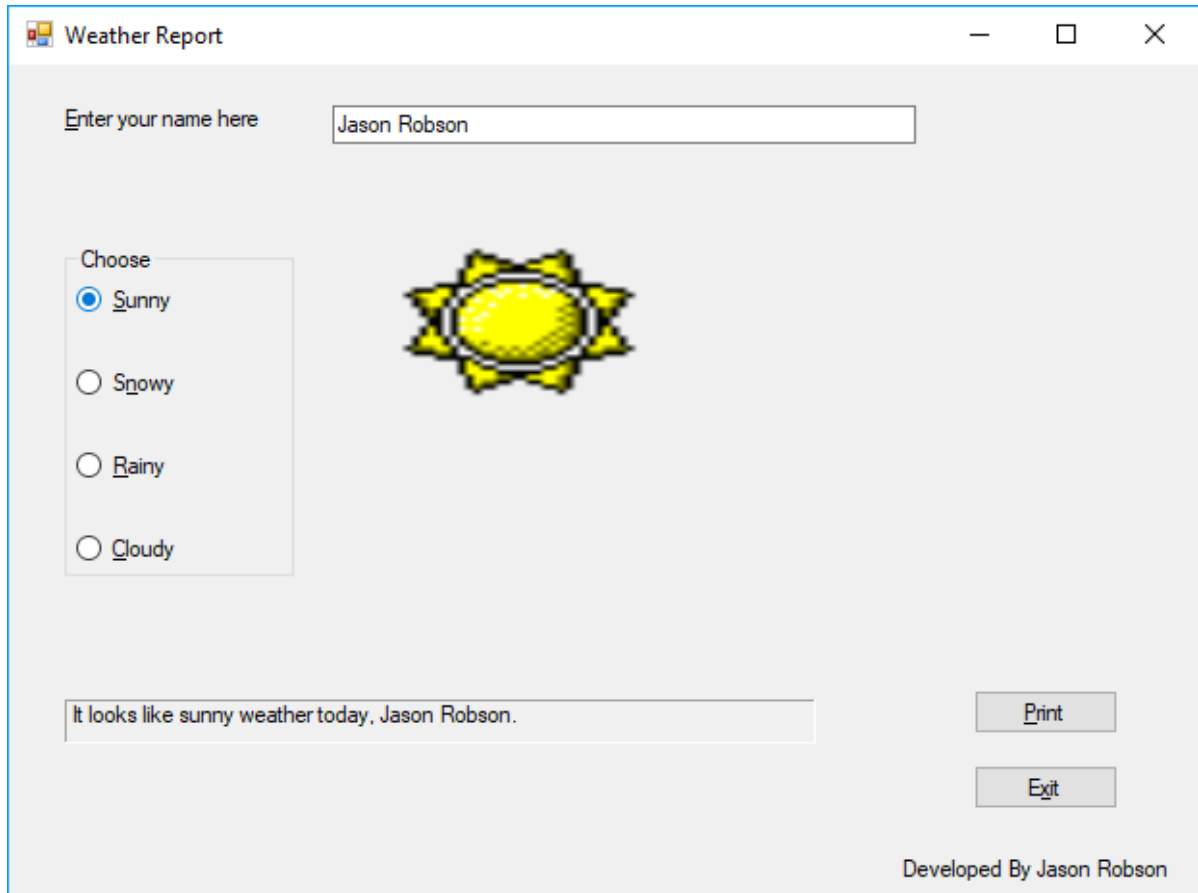 Weather Report
Enter your name here
Jason Robson
Choose
Sunny
Snowy
Rainy
Cloudy
It looks like sunny weather today, Jason Robson.
Print
Exit
Developed By Jason Robson